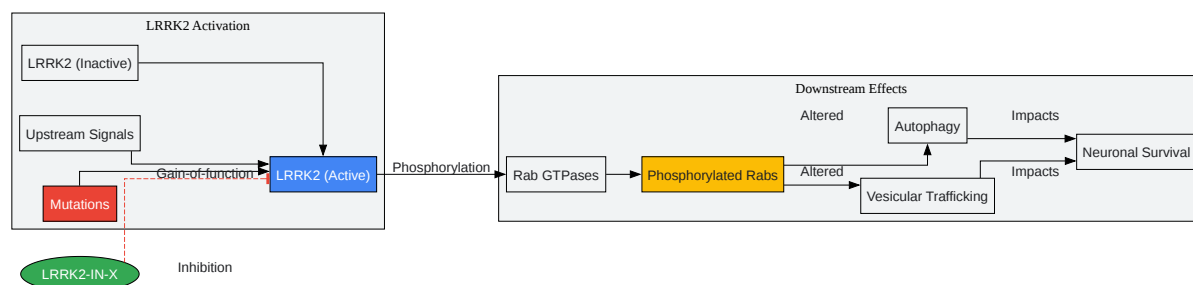 LRRK2 Activation
LRRK2 (Inactive)
Upstream Signals
Gain-of-function
LRRK2 (Active)
Mutations
LRRK2-IN-X
Inhibition
Phosphorylation
Downstream Effects
Rab GTPases
Phosphorylated Rabs
Altered
Altered
Autophagy
Vesicular Trafficking
Impacts
Impacts
Neuronal Survival